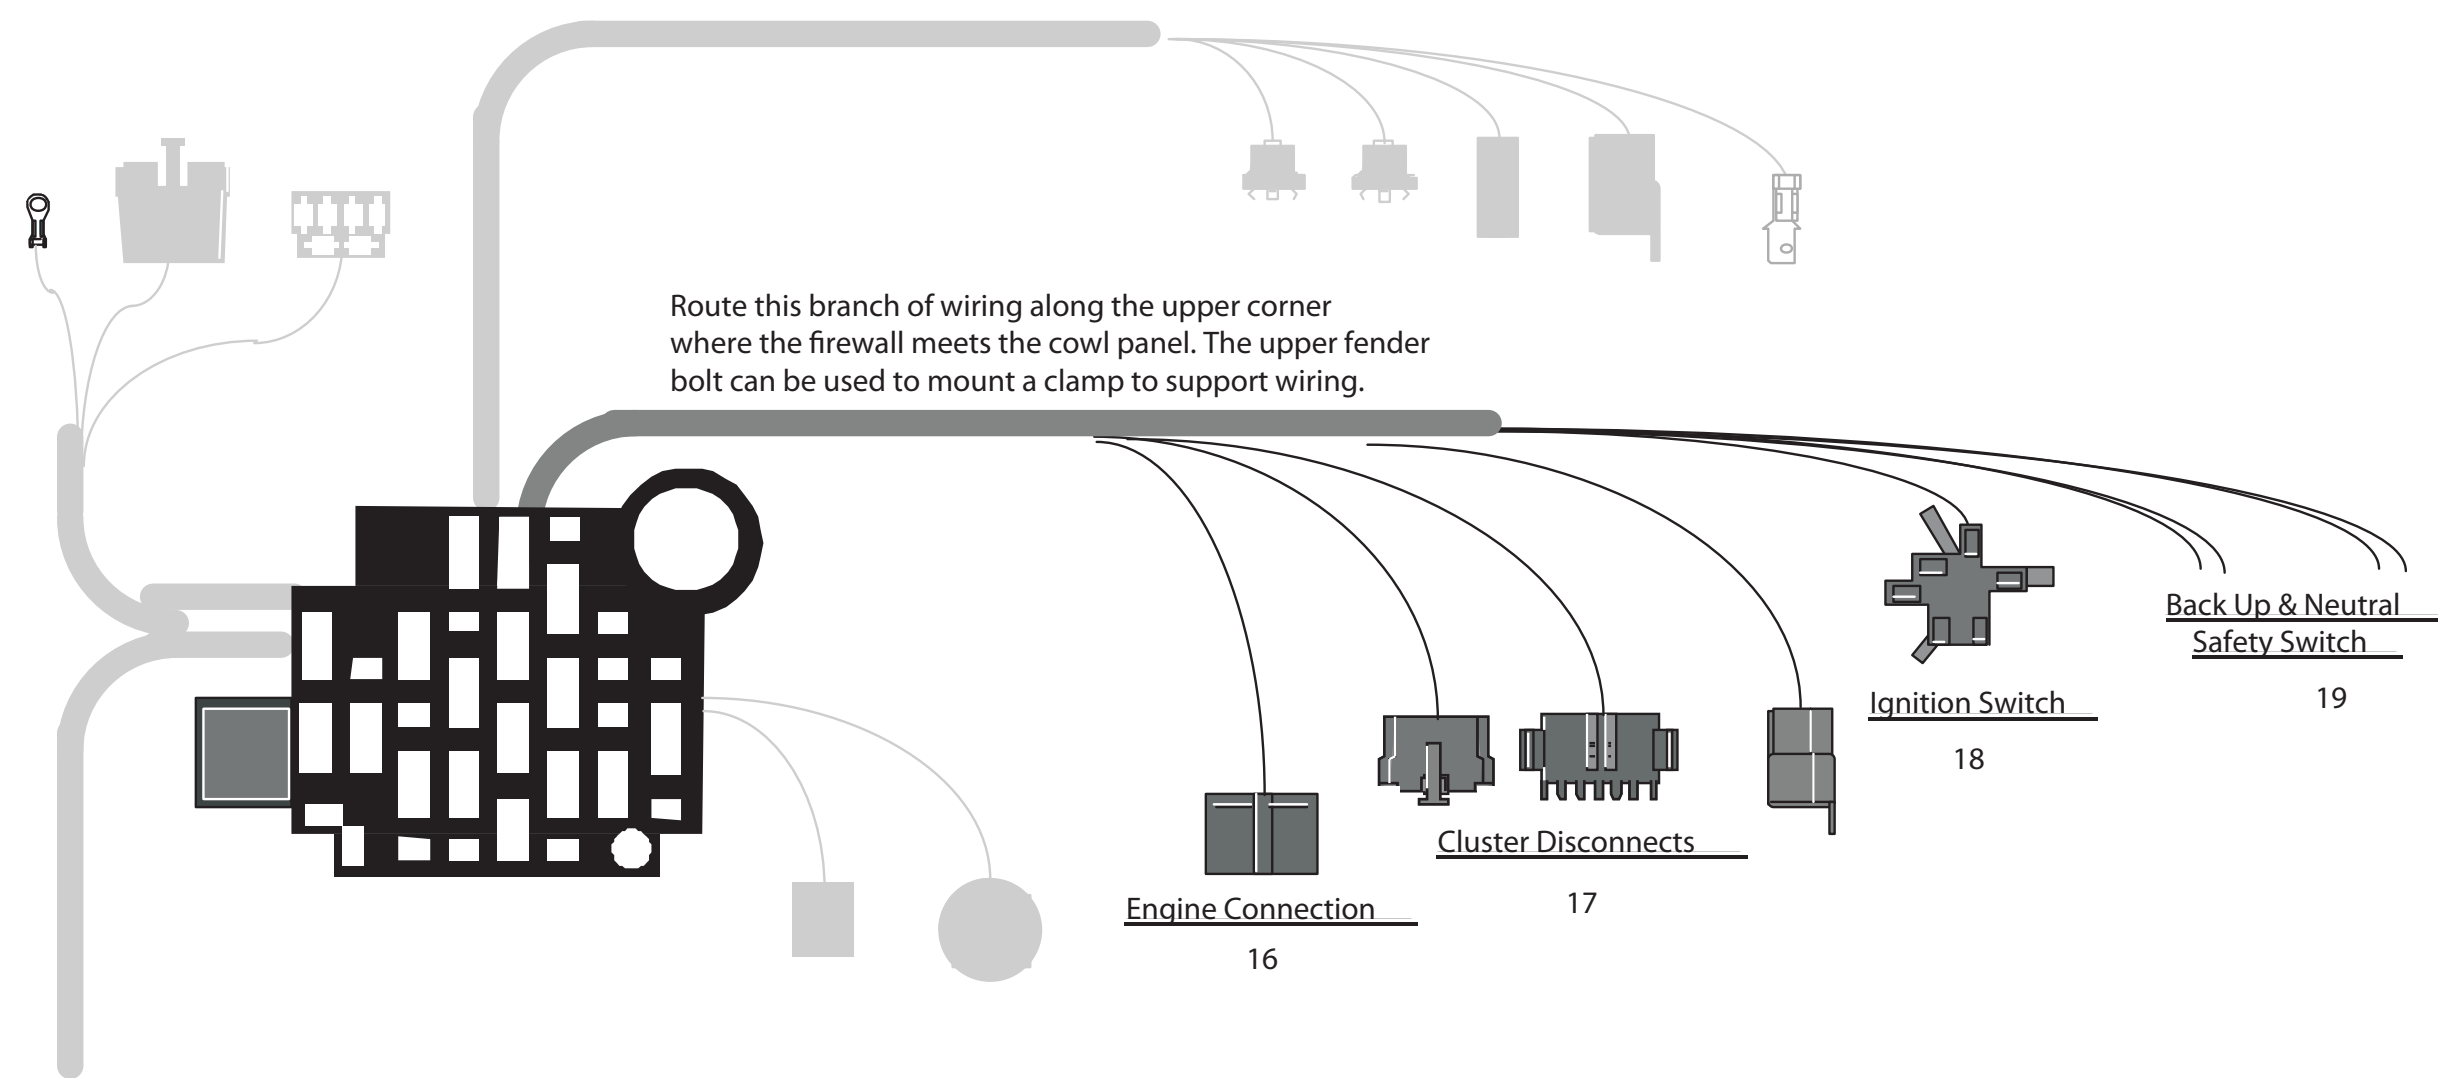 Route this branch of wiring along the upper corner
where the firewall meets the cowl panel. The upper fender
bolt can be used to mount a clamp to support wiring.
Engine Connection
16
Cluster Disconnects
17
Ignition Switch
18
Back Up & Neutral
Safety Switch
19